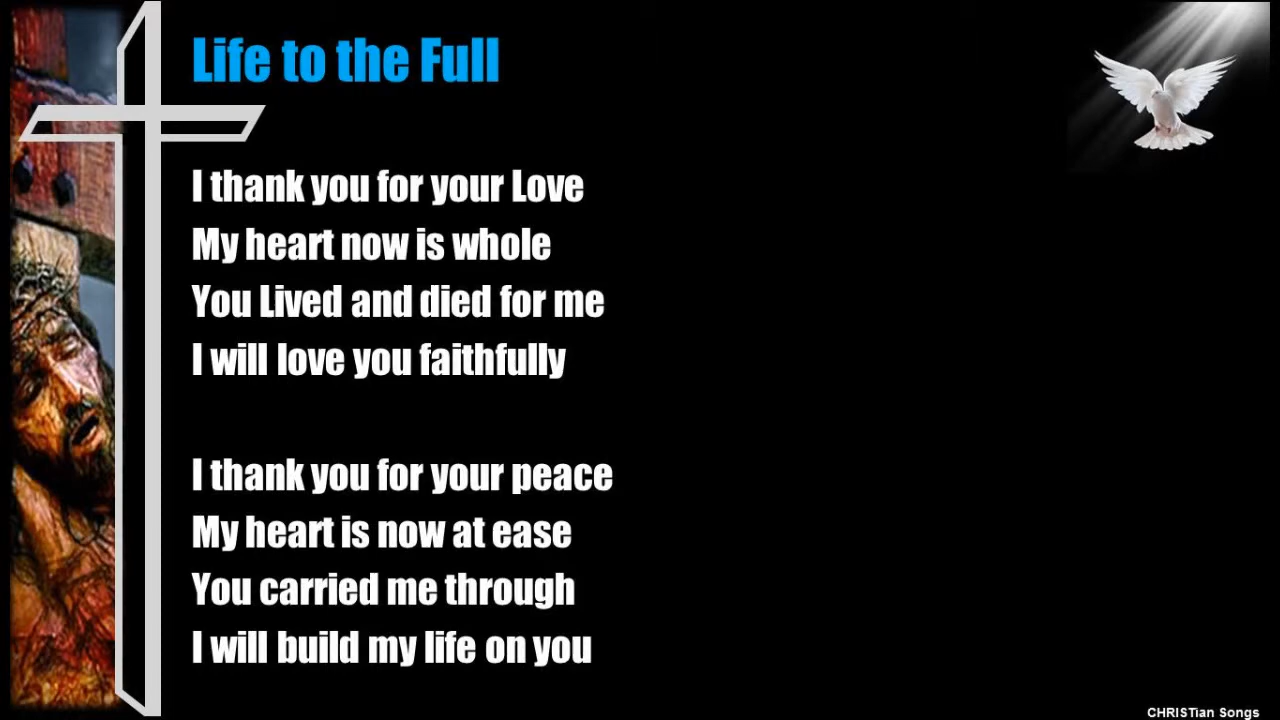 Life to the Full
I thank you for your Love
My heart now is whole
You Lived and died for me
I will love you faithfully
I thank you for your peace
My heart is now at ease
You carried me through
I will build my life on you
CHRISTian Songs